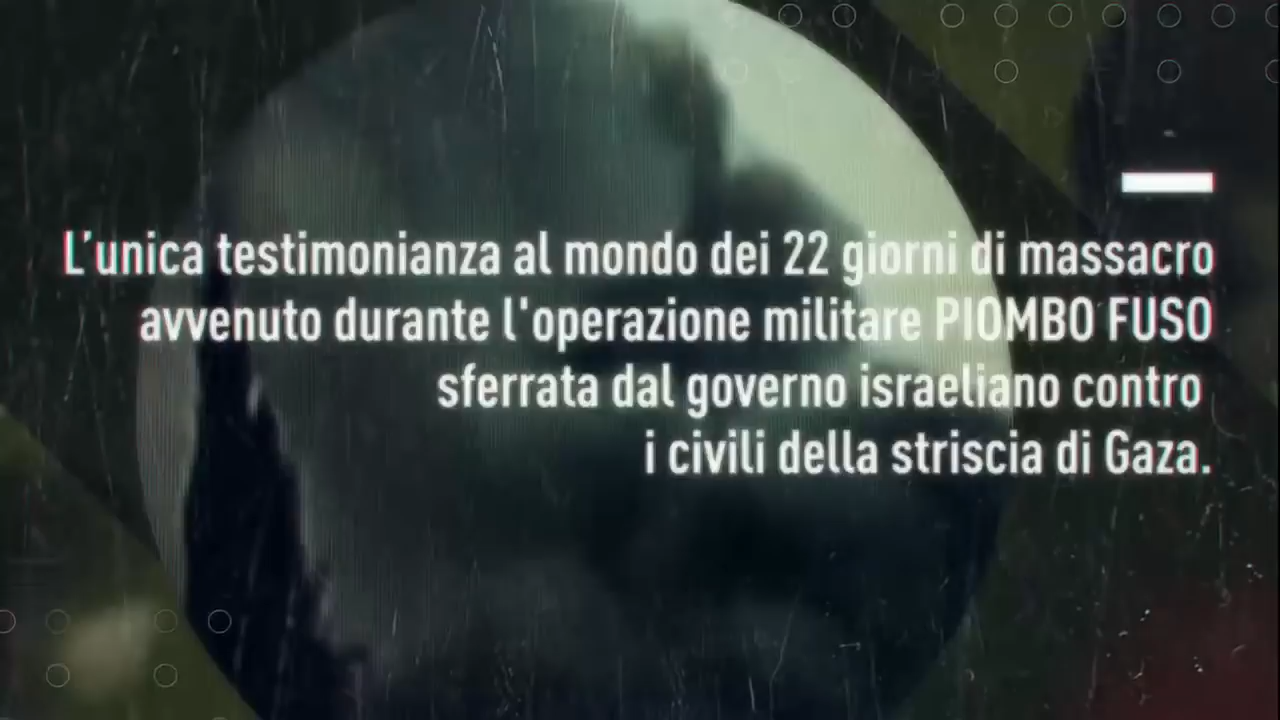 L’unica testimonianza al mondo dei 22 giorni di massacro
avvenuto durante l'operazione militare PIOMBO FUSO
sferrata dal governo israeliano contro
i civili della striscia di Gaza.